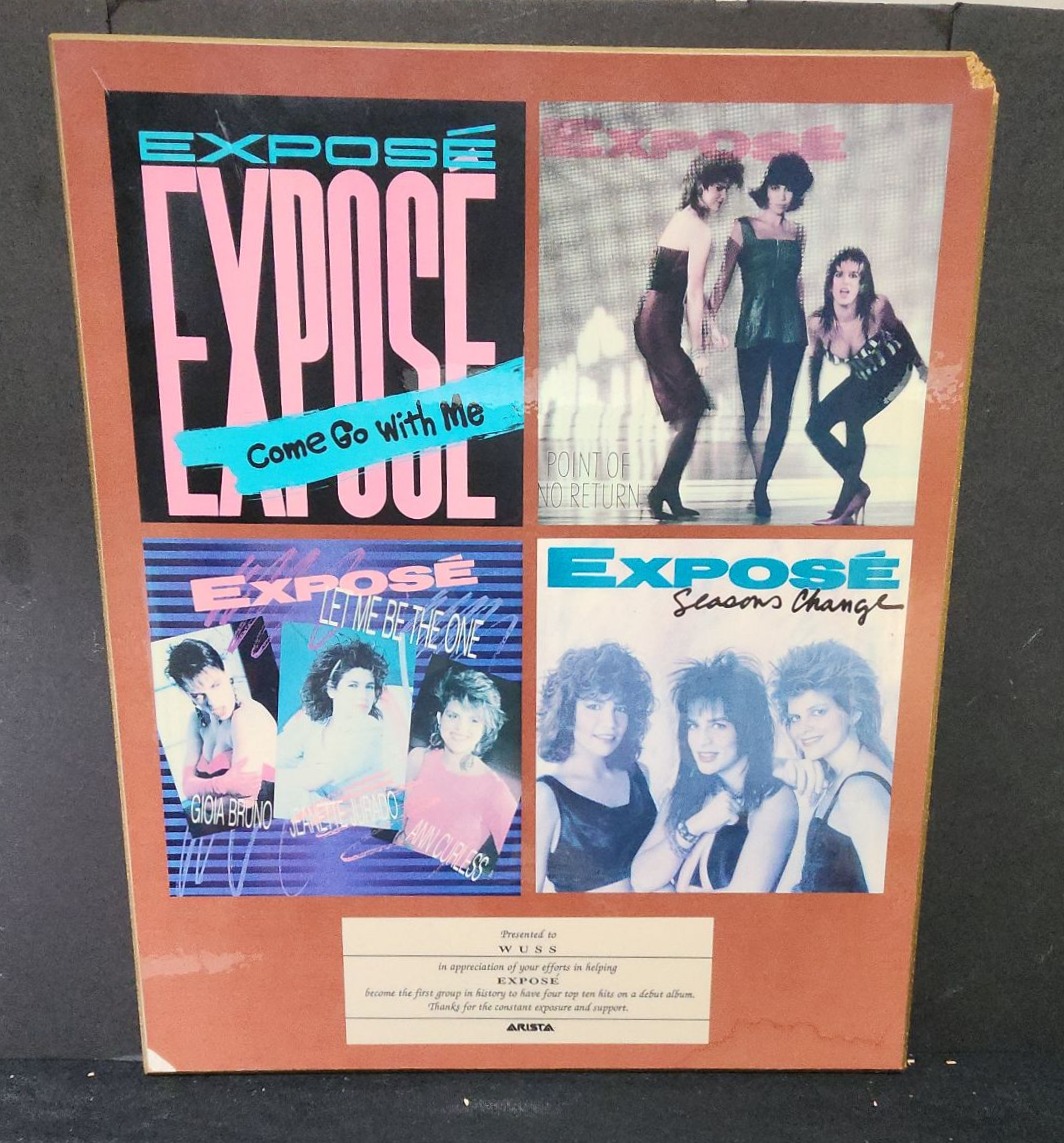 EXPOSÉ
EXPOSÉ
Come Go With Me
EXPOSÉ
POINT OF
NO RETURN
EXPOSÉ
LET ME BE THE ONE
GIOIA BRUNO
JEANETTE JURADO
ANN CURLESS
EXPOSÉ
Seasons Change
Presented to
WUSS
in appreciation of your efforts in helping
EXPOSÉ
become the first group in history to have four top ten hits on a debut album.
Thanks for the constant exposure and support.
ARISTA